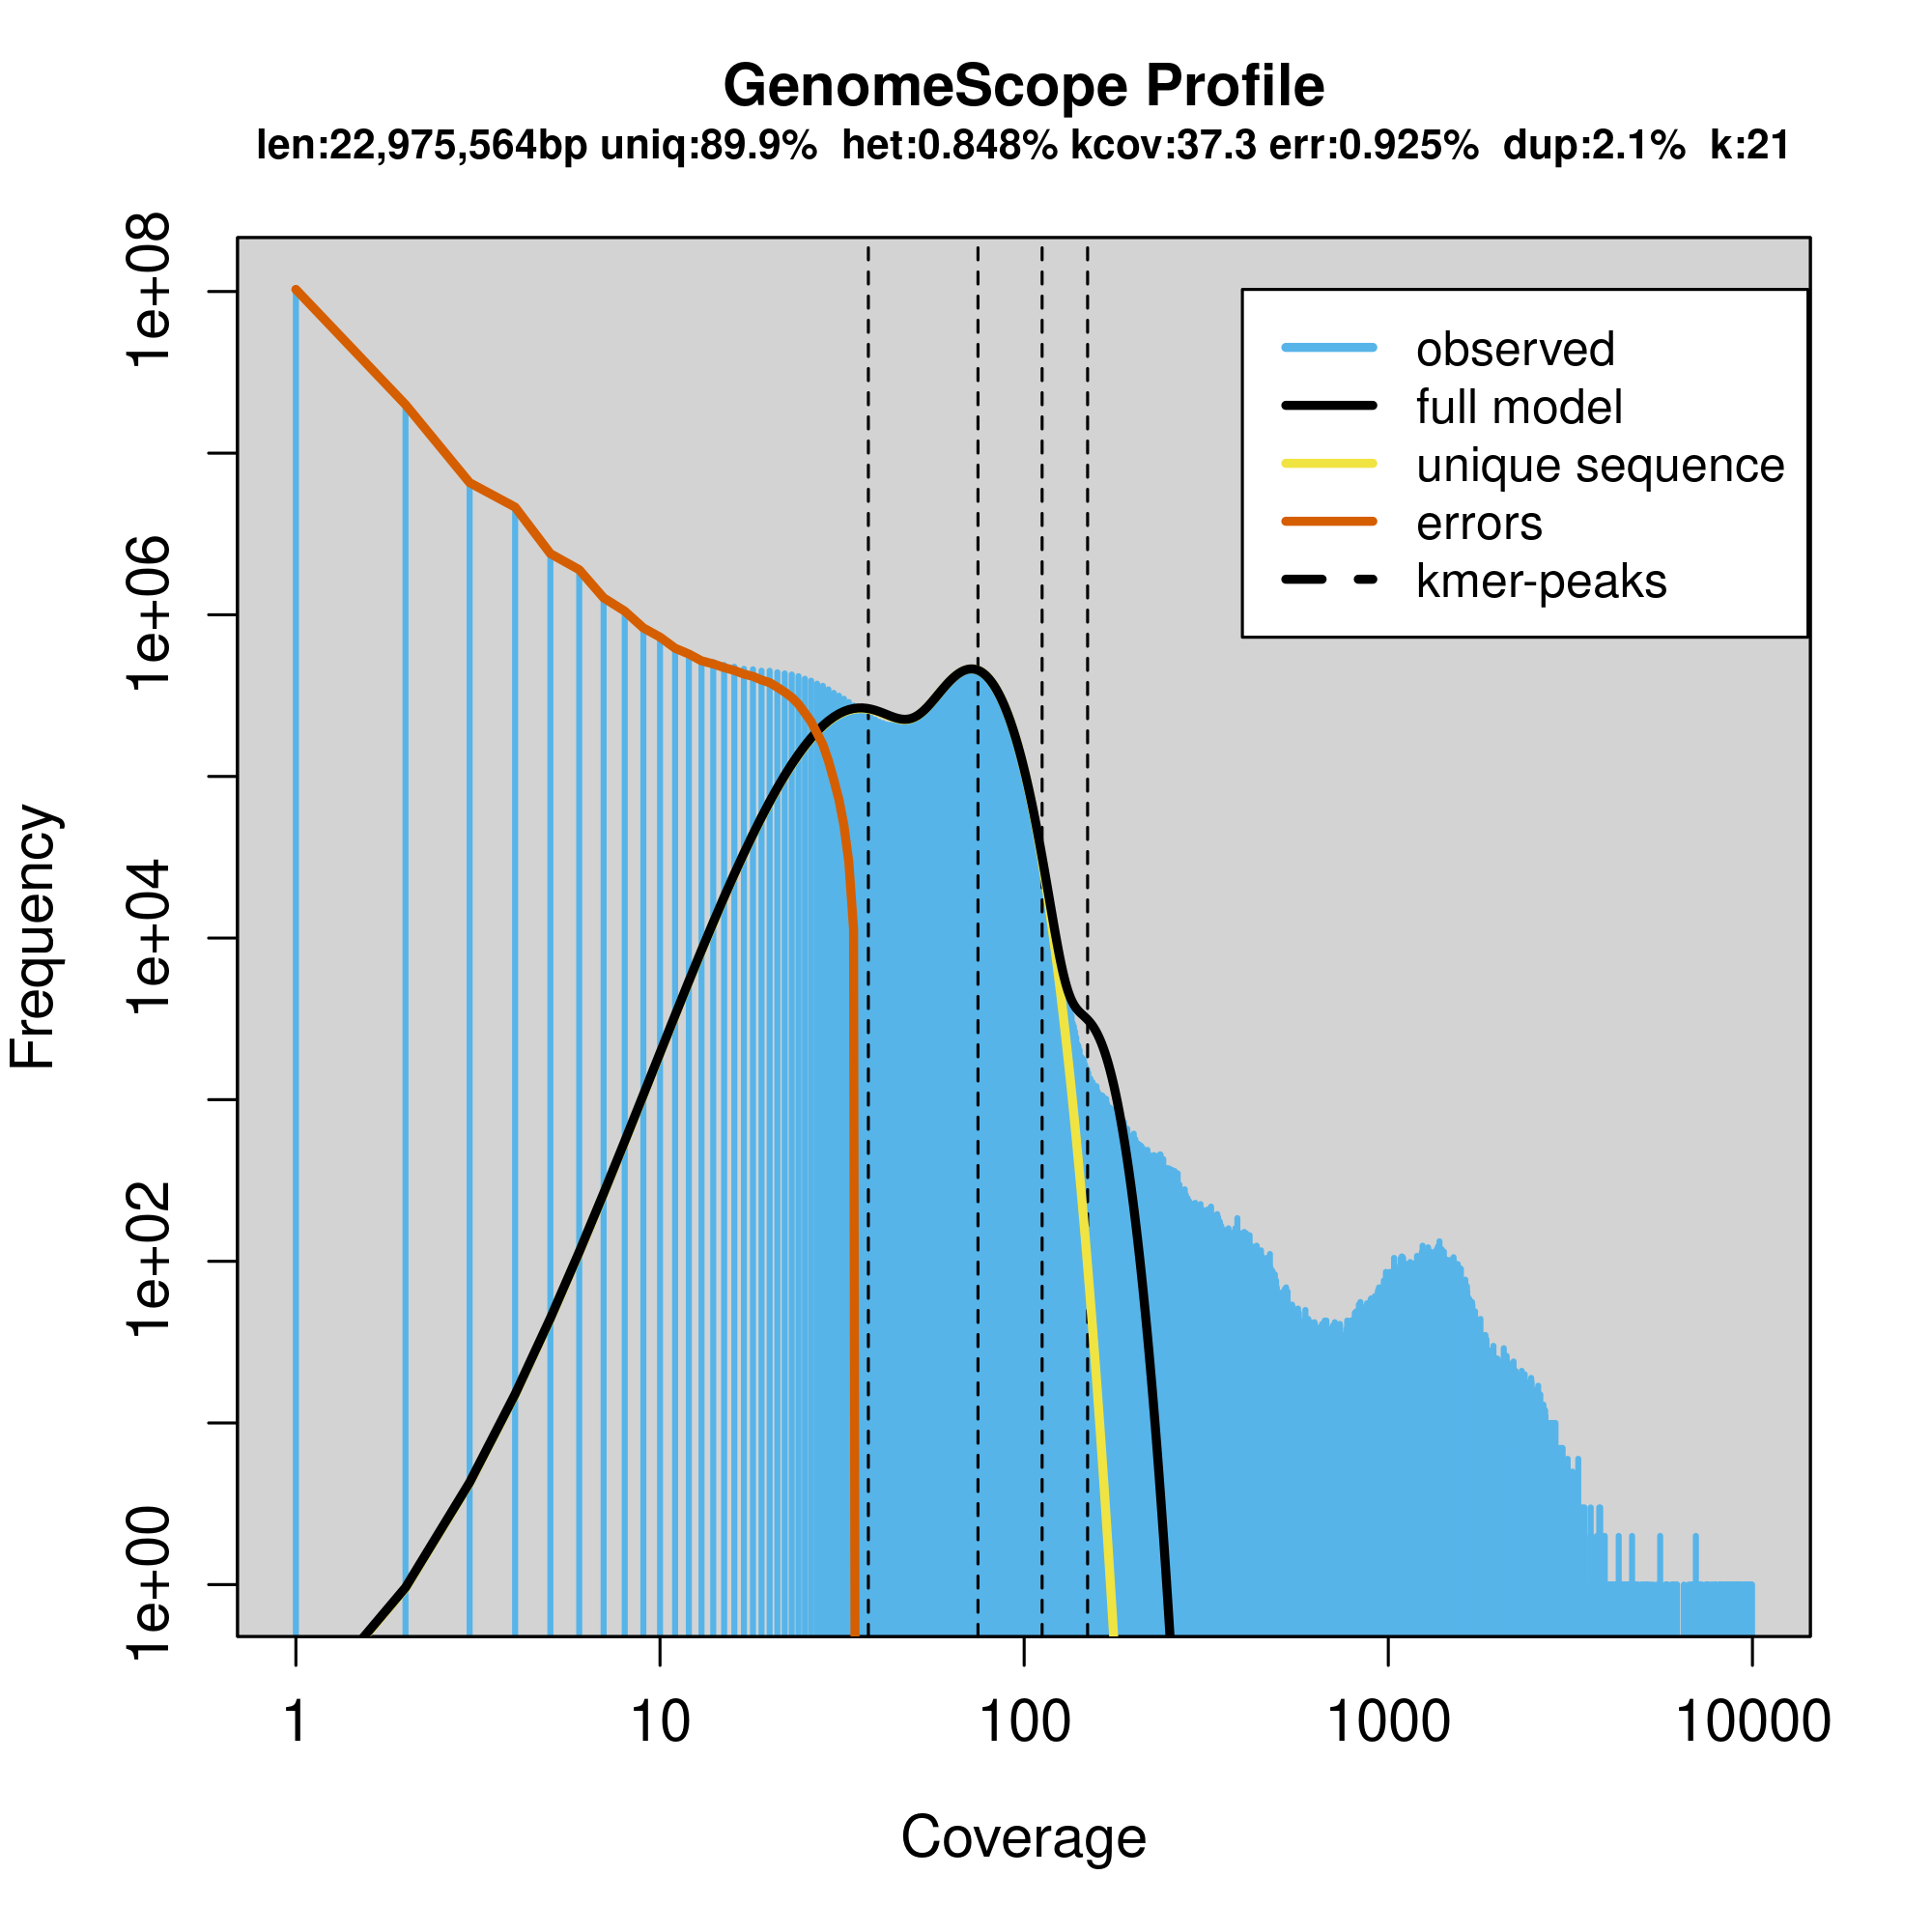 GenomeScope Profile
len:22,975,564bp uniq:89.9% het:0.848% kcov:37.3 err:0.925% dup:2.1% k:21
1e+08
1e+06
1e+04
1e+02
1e+00
Frequency
observed
full model
unique sequence
errors
kmer-peaks
1 10 100 1000 10000
Coverage